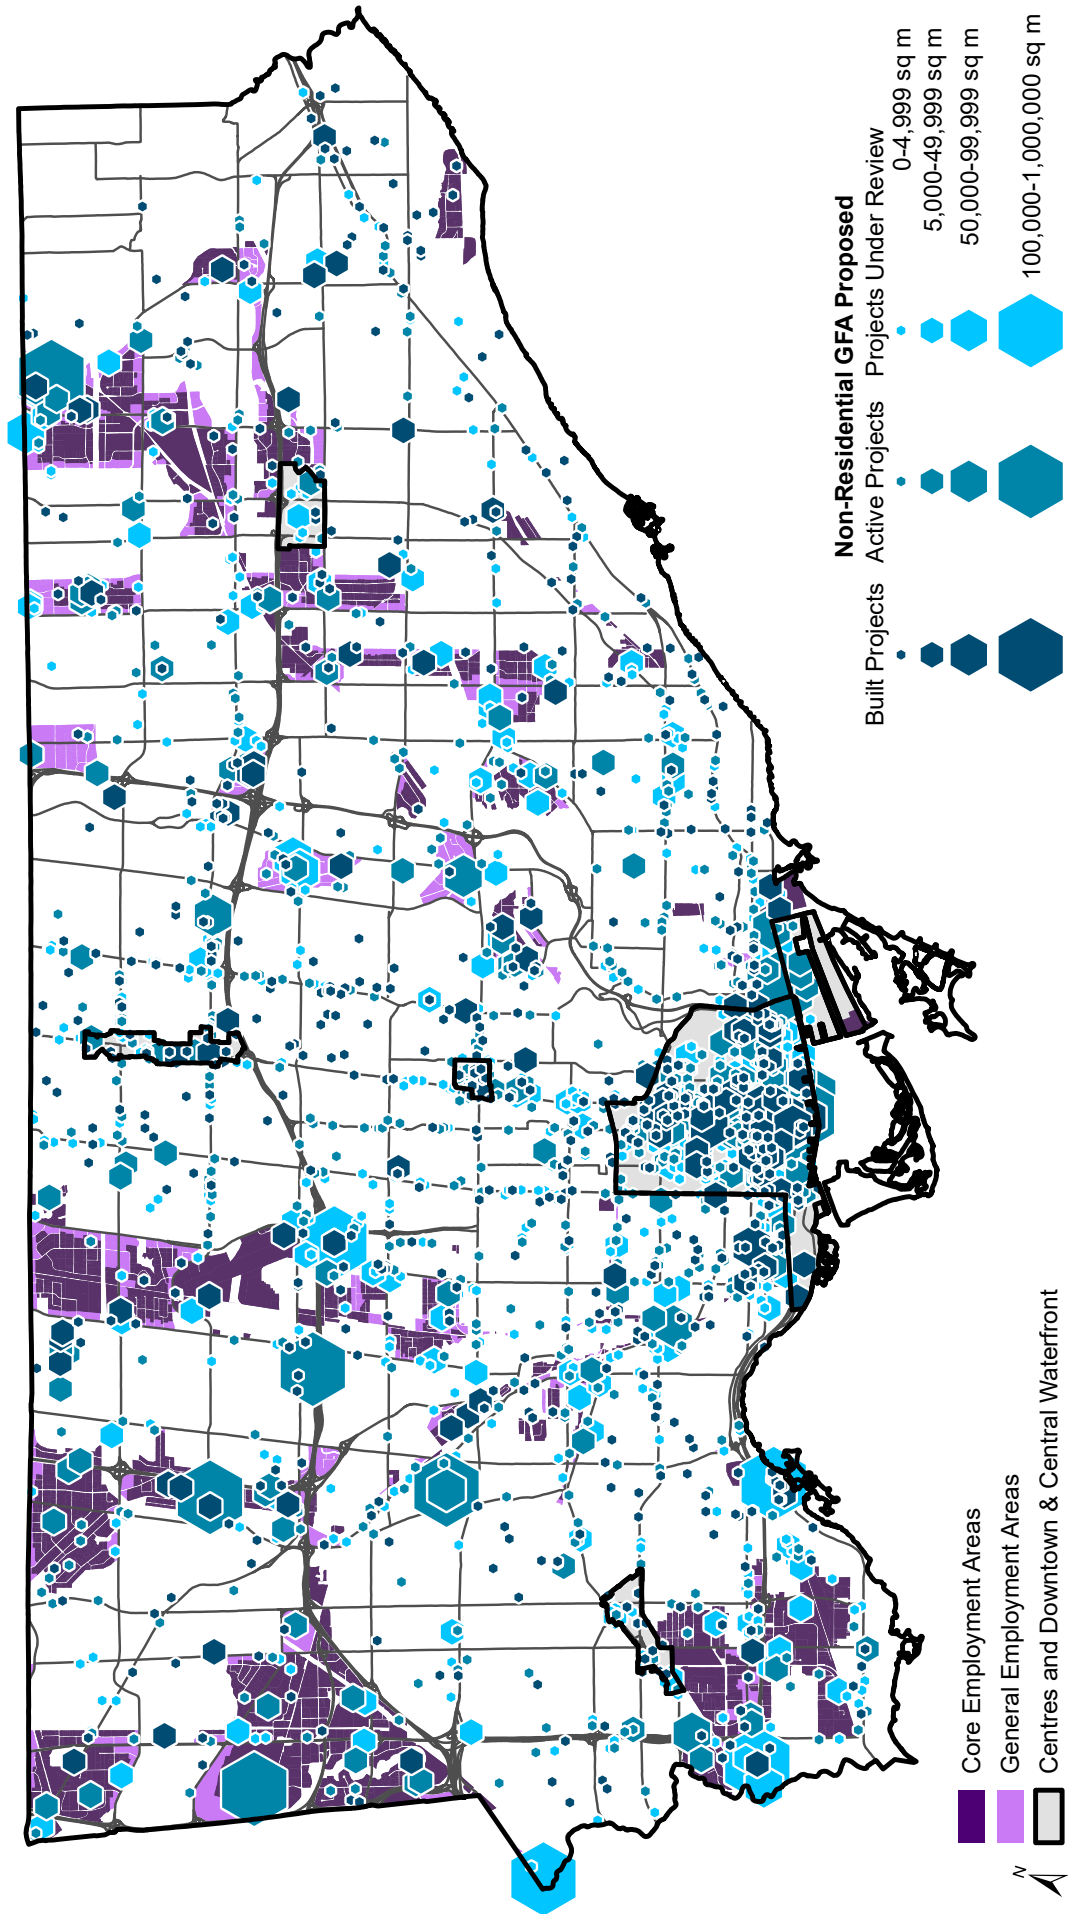 Non-Residential GFA Proposed
Built Projects Active Projects Projects Under Review
0-4,999 sq m
5,000-49,999 sq m
50,000-99,999 sq m
100,000-1,000,000 sq m
Core Employment Areas
General Employment Areas
Centres and Downtown & Central Waterfront
N